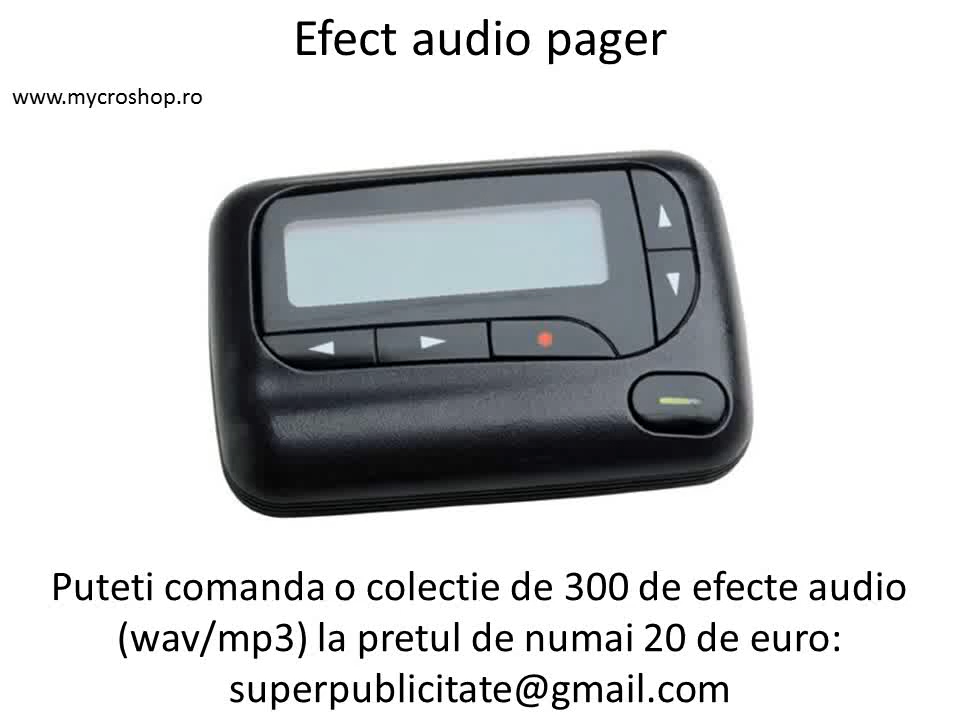 Efect audio pager
www.mycroshop.ro
Puteti comanda o colectie de 300 de efecte audio
(wav/mp3) la pretul de numai 20 de euro:
superpublicitate@gmail.com